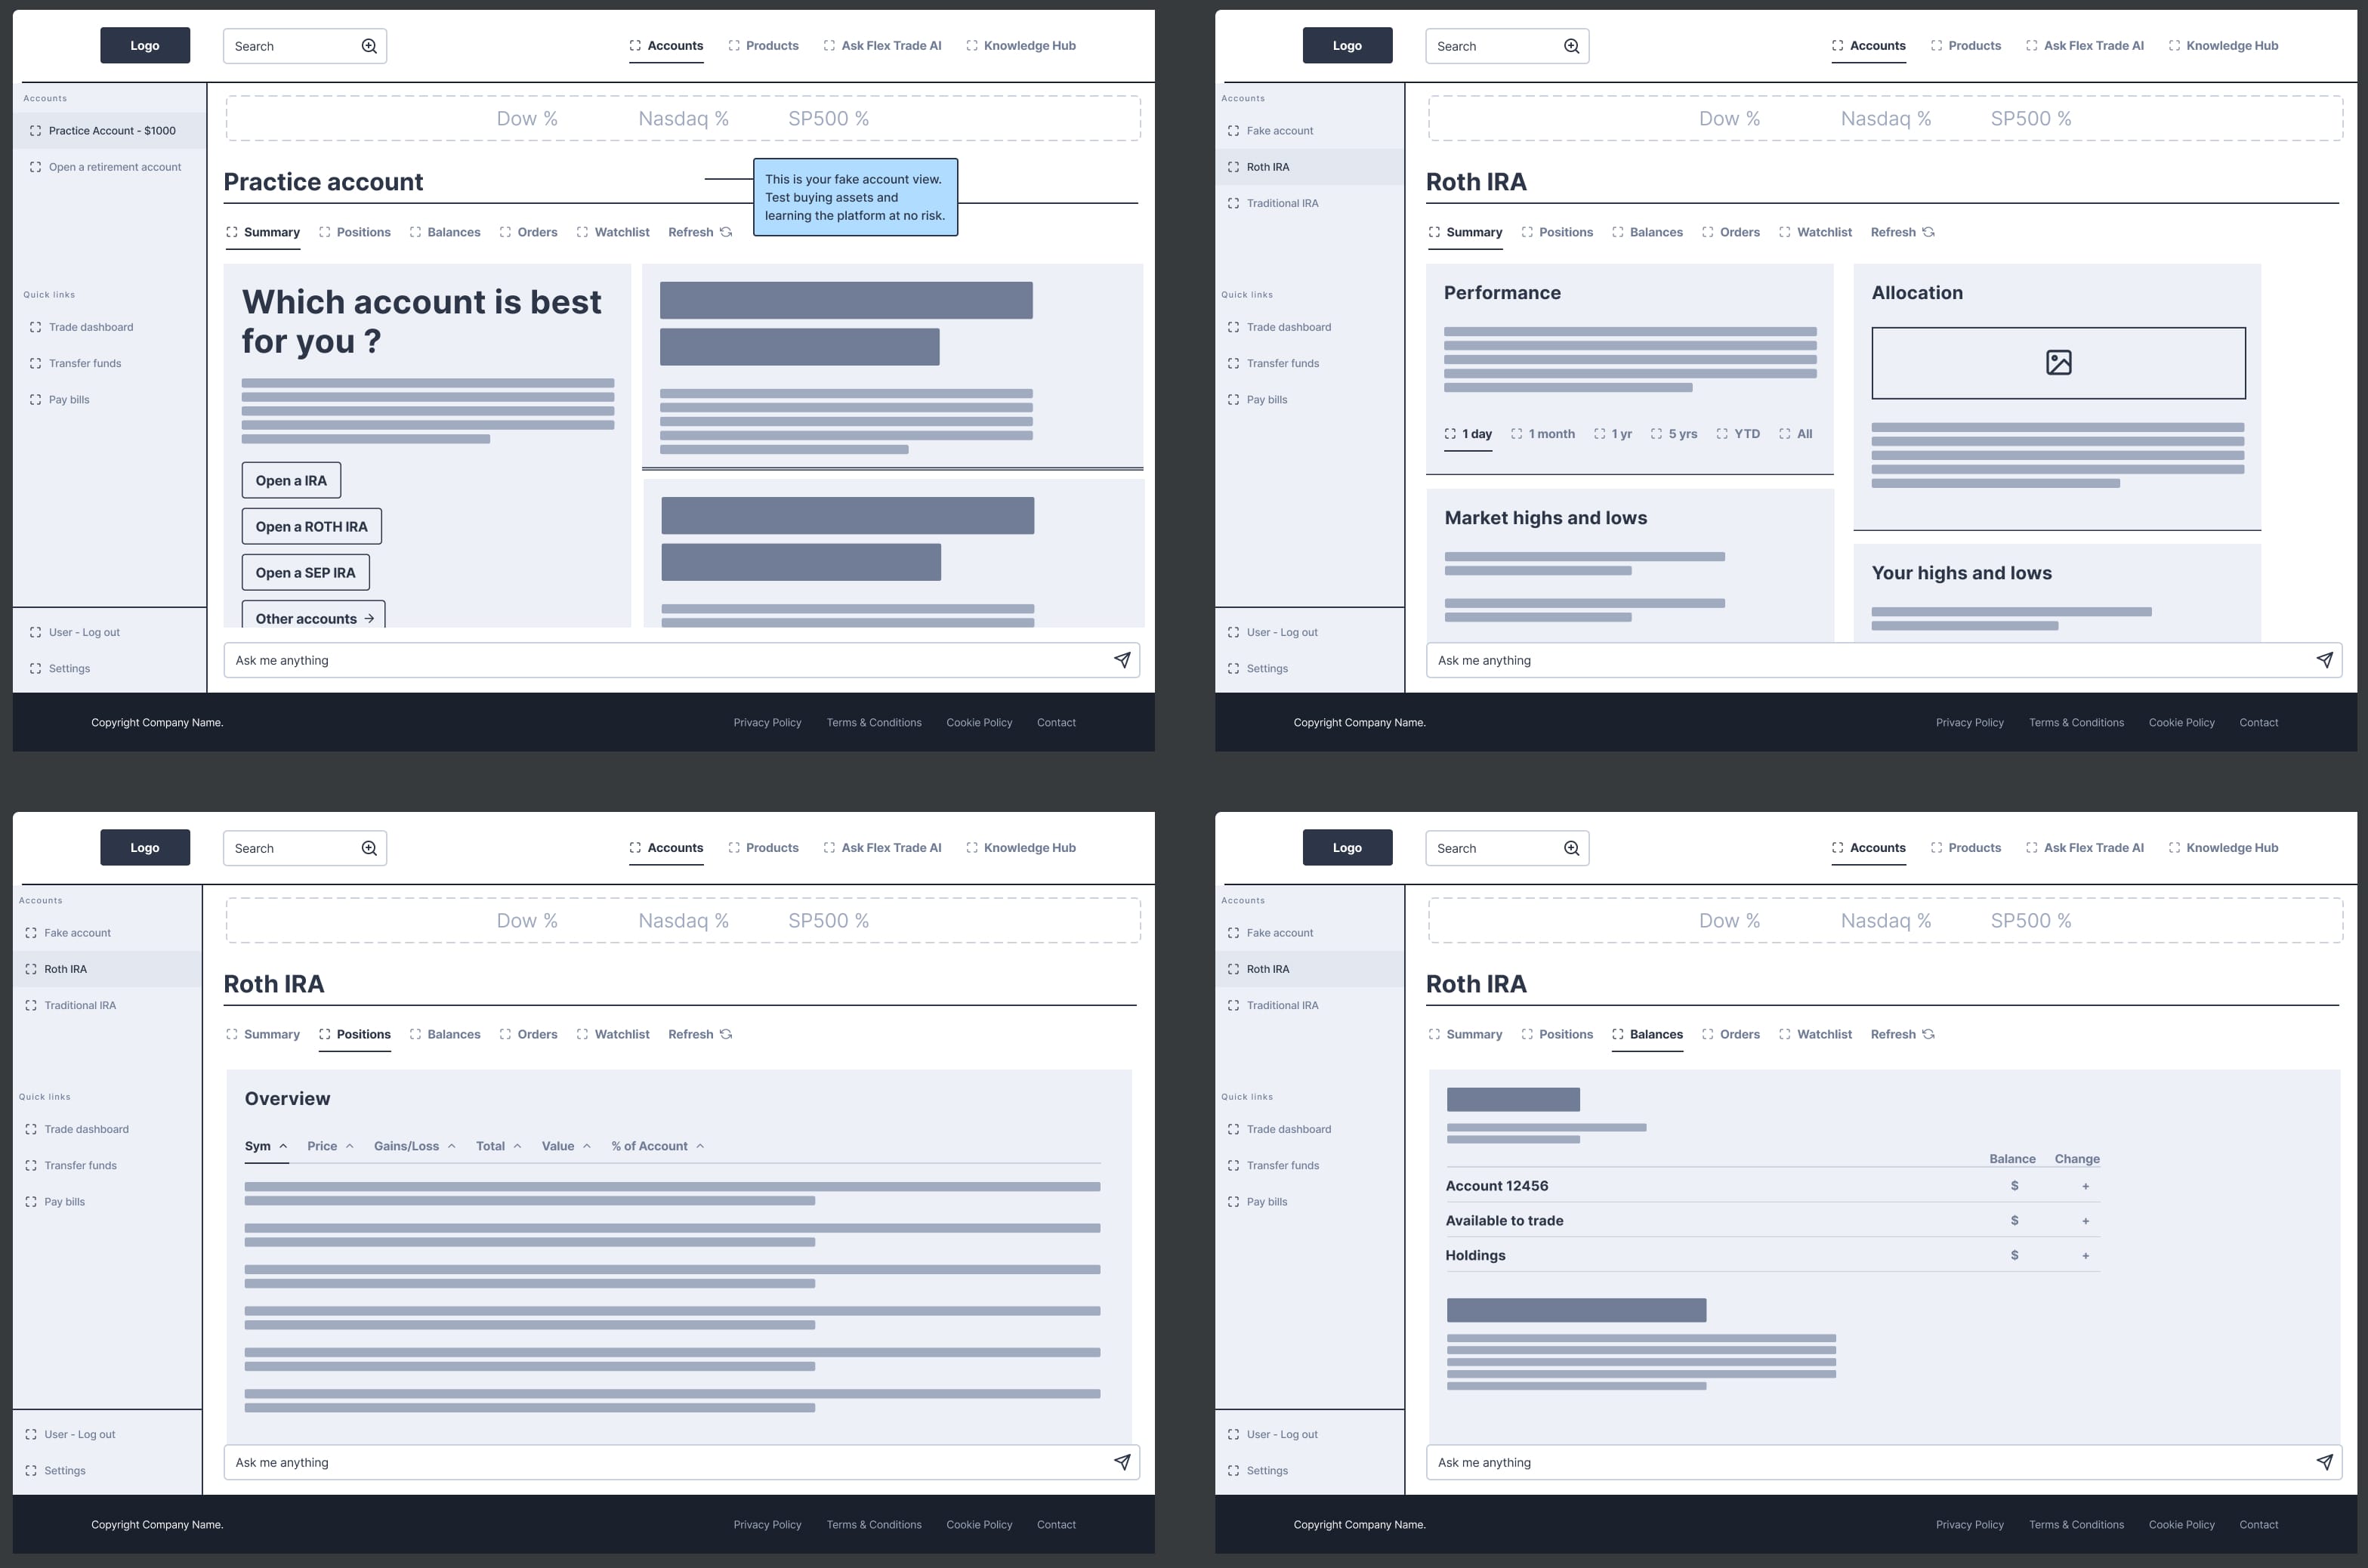 Logo
Search
Accounts Products Ask Flex Trade AI Knowledge Hub
Accounts
Practice Account - $1000
Open a retirement account
Quick links
Trade dashboard
Transfer funds
Pay bills
User - Log out
Settings
Dow % Nasdaq % SP500 %
Practice account
This is your fake account view.
Test buying assets and
learning the platform at no risk.
Summary Positions Balances Orders Watchlist Refresh
Which account is best
for you ?
Open a IRA
Open a ROTH IRA
Open a SEP IRA
Other accounts →
Ask me anything
Copyright Company Name.
Privacy Policy Terms & Conditions Cookie Policy Contact
Logo
Search
Accounts Products Ask Flex Trade AI Knowledge Hub
Accounts
Fake account
Roth IRA
Traditional IRA
Quick links
Trade dashboard
Transfer funds
Pay bills
User - Log out
Settings
Dow % Nasdaq % SP500 %
Roth IRA
Summary Positions Balances Orders Watchlist Refresh
Performance
1 day 1 month 1 yr 5 yrs YTD All
Market highs and lows
Allocation
Your highs and lows
Ask me anything
Copyright Company Name.
Privacy Policy Terms & Conditions Cookie Policy Contact
Logo
Search
Accounts Products Ask Flex Trade AI Knowledge Hub
Accounts
Fake account
Roth IRA
Traditional IRA
Quick links
Trade dashboard
Transfer funds
Pay bills
User - Log out
Settings
Dow % Nasdaq % SP500 %
Roth IRA
Summary Positions Balances Orders Watchlist Refresh
Overview
Sym Price Gains/Loss Total Value % of Account
Ask me anything
Copyright Company Name.
Privacy Policy Terms & Conditions Cookie Policy Contact
Logo
Search
Accounts Products Ask Flex Trade AI Knowledge Hub
Accounts
Fake account
Roth IRA
Traditional IRA
Quick links
Trade dashboard
Transfer funds
Pay bills
User - Log out
Settings
Dow % Nasdaq % SP500 %
Roth IRA
Summary Positions Balances Orders Watchlist Refresh
Balance Change
Account 12456 $ +
Available to trade $ +
Holdings $ +
Ask me anything
Copyright Company Name.
Privacy Policy Terms & Conditions Cookie Policy Contact